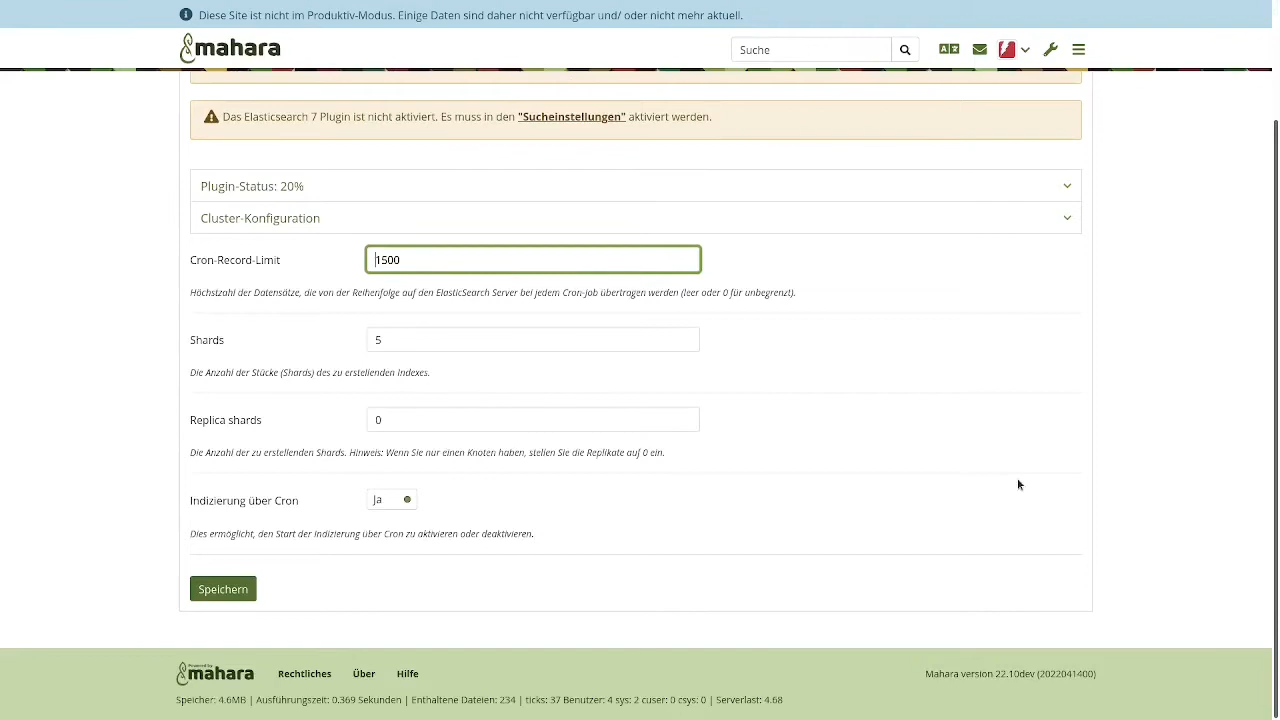 Diese Site ist nicht im Produktiv-Modus. Einige Daten sind daher nicht verfügbar und/ oder nicht mehr aktuell.
mahara
Suche
Das Elasticsearch 7 Plugin ist nicht aktiviert. Es muss in den "Sucheinstellungen" aktiviert werden.
Plugin-Status: 20%
Cluster-Konfiguration
Cron-Record-Limit 1500
Höchstzahl der Datensätze, die von der Reihenfolge auf den ElasticSearch Server bei jedem Cron-Job übertragen werden (leer oder 0 für unbegrenzt).
Shards 5
Die Anzahl der Stücke (Shards) des zu erstellenden Indexes.
Replica shards 0
Die Anzahl der zu erstellenden Shards. Hinweis: Wenn Sie nur einen Knoten haben, stellen Sie die Replikate auf 0 ein.
Indizierung über Cron Ja
Dies ermöglicht, den Start der Indizierung über Cron zu aktivieren oder deaktivieren.
Speichern
Powered by
mahara Rechtliches Über Hilfe Mahara version 22.10dev (2022041400)
Speicher: 4.6MB | Ausführungszeit: 0.369 Sekunden | Enthaltene Dateien: 234 | ticks: 37 Benutzer: 4 sys: 2 cuser: 0 csys: 0 | Serverlast: 4.68